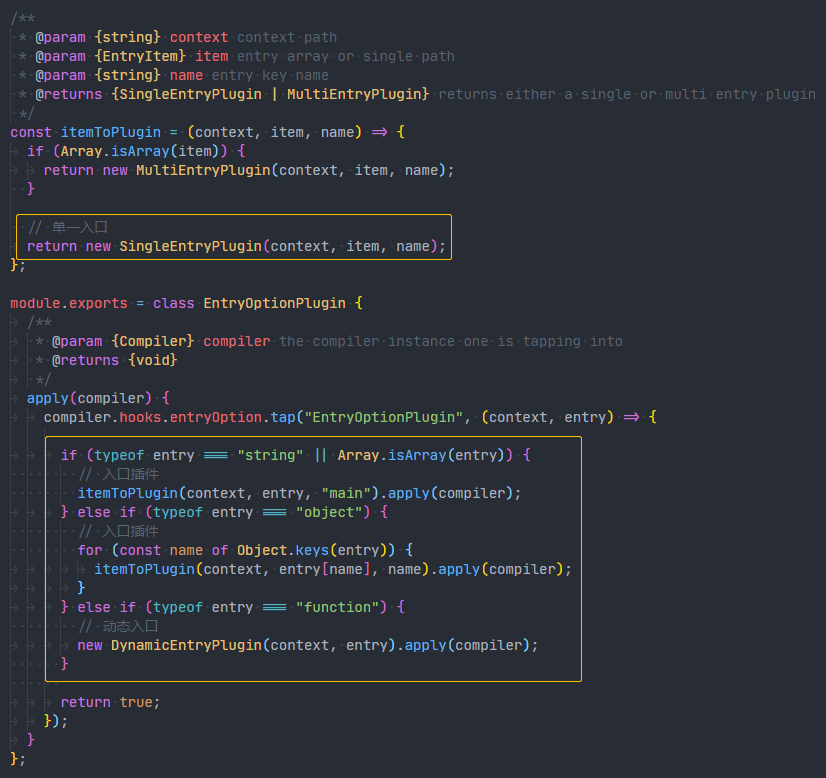 /**
 * @param {string} context context path
 * @param {EntryItem} item entry array or single path
 * @param {string} name entry key name
 * @returns {SingleEntryPlugin | MultiEntryPlugin} returns either a single or multi entry plugin
 */
const itemToPlugin = (context, item, name) => {
  if (Array.isArray(item)) {
    return new MultiEntryPlugin(context, item, name);
  }

  // 单一入口
  return new SingleEntryPlugin(context, item, name);
};

module.exports = class EntryOptionPlugin {
  /**
   * @param {Compiler} compiler the compiler instance one is tapping into
   * @returns {void}
   */
  apply(compiler) {
    compiler.hooks.entryOption.tap("EntryOptionPlugin", (context, entry) => {

      if (typeof entry === "string" || Array.isArray(entry)) {
        // 入口插件
        itemToPlugin(context, entry, "main").apply(compiler);
      } else if (typeof entry === "object") {
        // 入口插件
        for (const name of Object.keys(entry)) {
          itemToPlugin(context, entry[name], name).apply(compiler);
        }
      } else if (typeof entry === "function") {
        // 动态入口
        new DynamicEntryPlugin(context, entry).apply(compiler);
      }

      return true;
    });
  }
};